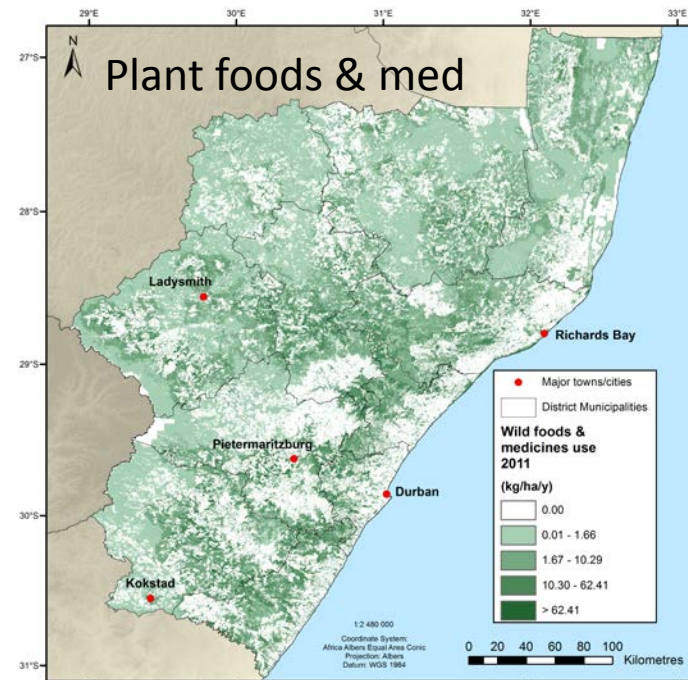 29°E 30°E 31°E 32°E 33°E
27°S
N
Plant foods & med
28°S
Ladysmith
29°S
Richards Bay
Major towns/cities
District Municipalities
Wild foods &
medicines use
2011
(kg/ha/y)
0.00
0.01 - 1.66
1.67 - 10.29
10.30 - 62.41
> 62.41
Pietermaritzburg
Durban
30°S
Kokstad
1:2 480 000
Coordinate System:
Africa Albers Equal Area Conic
Projection: Albers
Datum: WGS 1984
0 20 40 60 80 100
Kilometres
31°S